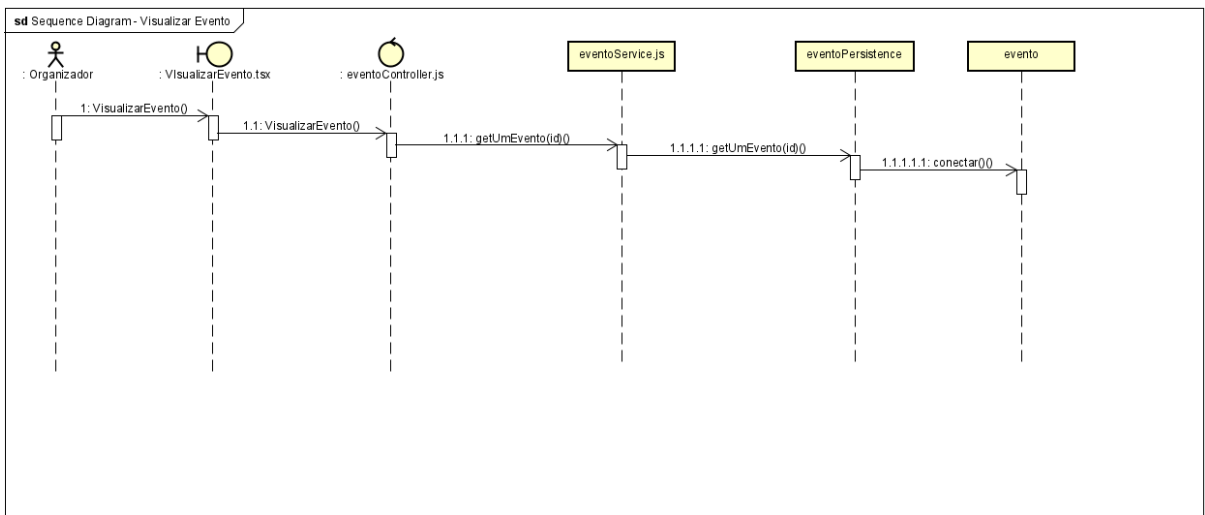 sd Sequence Diagram - Visualizar Evento
: Organizador
: VIsualizarEvento.tsx
: eventoController.js
eventoService.js
eventoPersistence
evento
1: VisualizarEvento()
1.1: VisualizarEvento()
1.1.1: getUmEvento(id)()
1.1.1.1: getUmEvento(id)()
1.1.1.1.1: conectar()()